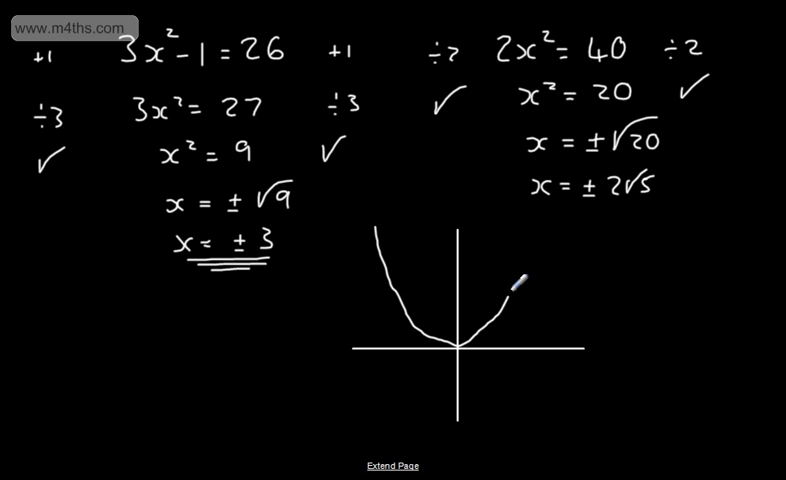 www.m4ths.com
+1 3x² - 1 = 26 +1
÷3 3x² = 27 ÷3
✓ x² = 9 ✓
x = ± √9
x = ± 3
÷2 2x² = 40 ÷2
✓ x² = 20 ✓
x = ± √20
x = ± 2√5
Extend Page